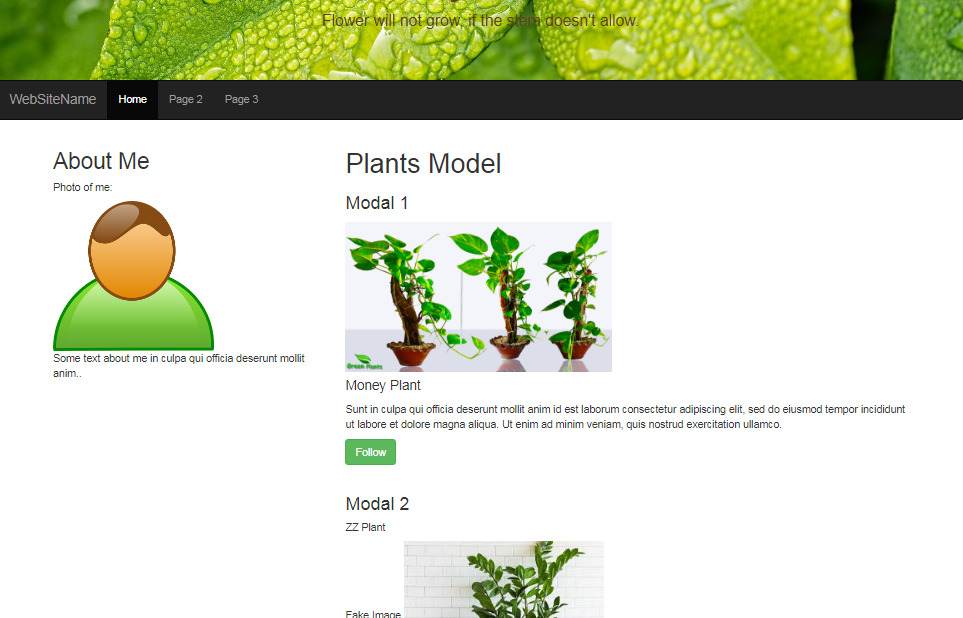 Flower will not grow, if the stem doesn't allow.
WebSiteName Home Page 2 Page 3
About Me
Photo of me:
Some text about me in culpa qui officia deserunt mollit
anim..
Plants Model
Modal 1
Green Plants
Money Plant
Sunt in culpa qui officia deserunt mollit anim id est laborum consectetur adipiscing elit, sed do eiusmod tempor incididunt
ut labore et dolore magna aliqua. Ut enim ad minim veniam, quis nostrud exercitation ullamco.
Follow
Modal 2
ZZ Plant
Fake Image